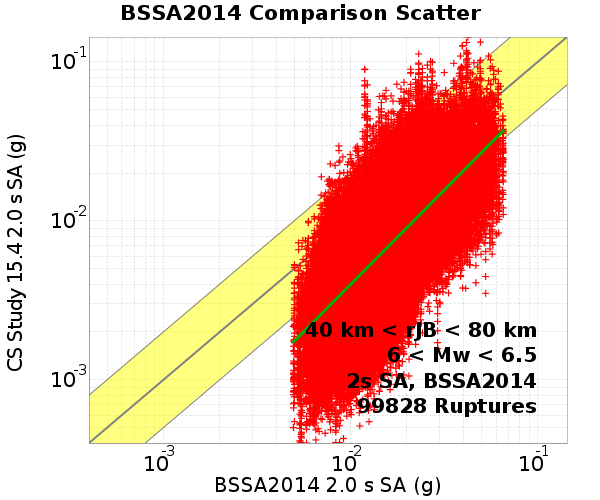 BSSA2014 Comparison Scatter
CS Study 15.4 2.0 s SA (g)
10-1
10-2
10-3
40 km < rJB < 80 km
6 < Mw < 6.5
2s SA, BSSA2014
99828 Ruptures
10-3 10-2 10-1
BSSA2014 2.0 s SA (g)